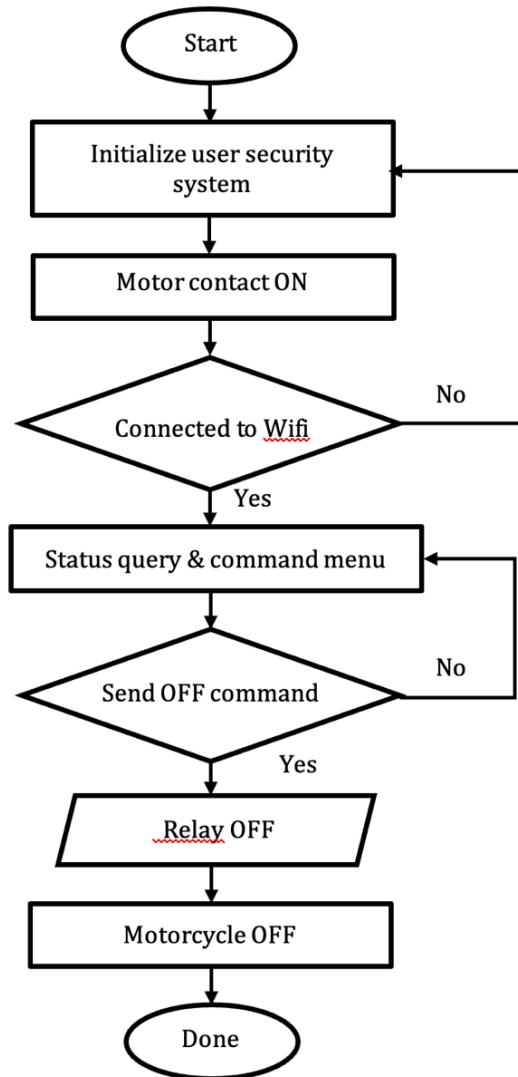 Start
Initialize user security
system
Motor contact ON
Connected to Wifi
No
Yes
Status query & command menu
Send OFF command
No
Yes
Relay OFF
Motorcycle OFF
Done